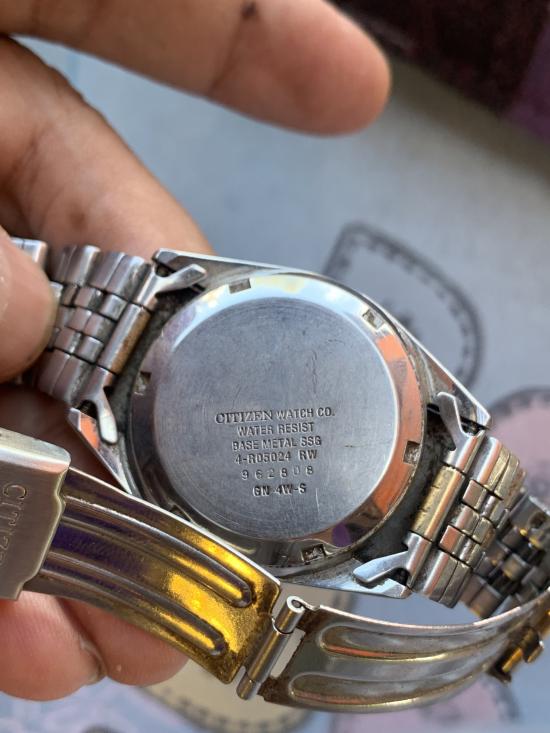 CITIZEN WATCH CO.
WATER RESIST
BASE METAL SSG
4-R05024 RW
962808
GN-4W-S